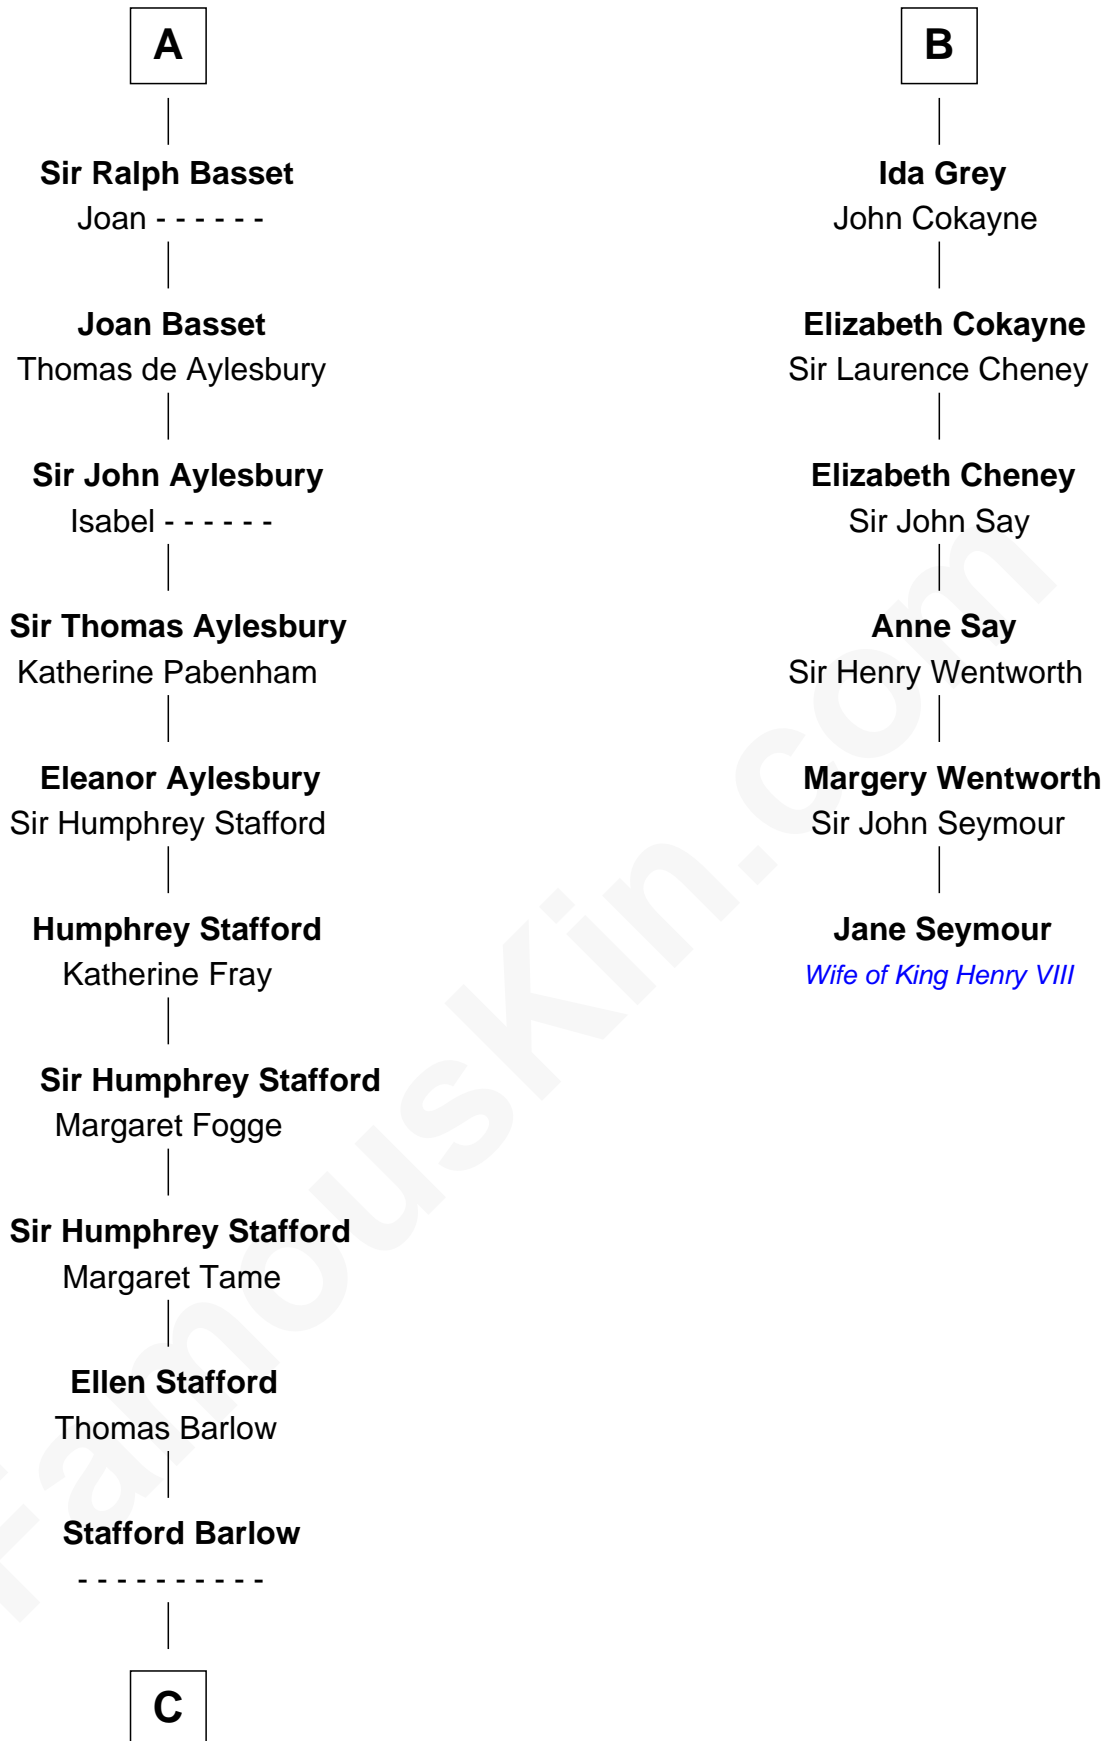 A
Sir Ralph Basset
Joan - - - - - -
Joan Basset
Thomas de Aylesbury
Sir John Aylesbury
Isabel - - - - - -
Sir Thomas Aylesbury
Katherine Pabenham
Eleanor Aylesbury
Sir Humphrey Stafford
Humphrey Stafford
Katherine Fray
Sir Humphrey Stafford
Margaret Fogge
Sir Humphrey Stafford
Margaret Tame
Ellen Stafford
Thomas Barlow
Stafford Barlow
- - - - - - - - - -
C
B
Ida Grey
John Cokayne
Elizabeth Cokayne
Sir Laurence Cheney
Elizabeth Cheney
Sir John Say
Anne Say
Sir Henry Wentworth
Margery Wentworth
Sir John Seymour
Jane Seymour
Wife of King Henry VIII
FamousKin.com